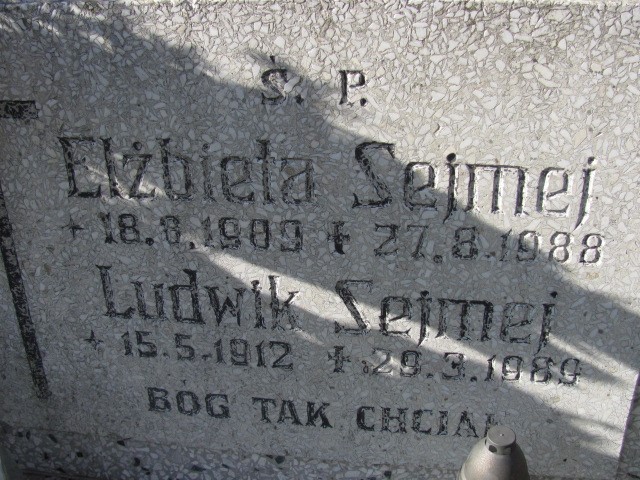 Ś. P.
Elżbieta Sejmej
* 18.8.1909 † 27.8.1988
Ludwik Sejmej
* 15.5.1912 † 29.3.1989
BÓG TAK CHCIAŁ